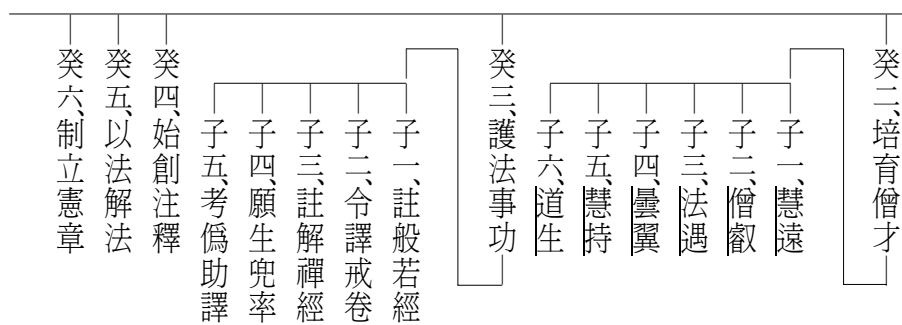 癸二、培育僧才
子一、慧遠
子二、僧叡
子三、法遇
子四、曇翼
子五、慧持
子六、道生
癸三、護法事功
子一、註般若經
子二、令譯戒卷
子三、註解禪經
子四、願生兜率
子五、考偽助譯
癸四、始創注釋
癸五、以法解法
癸六、制立憲章